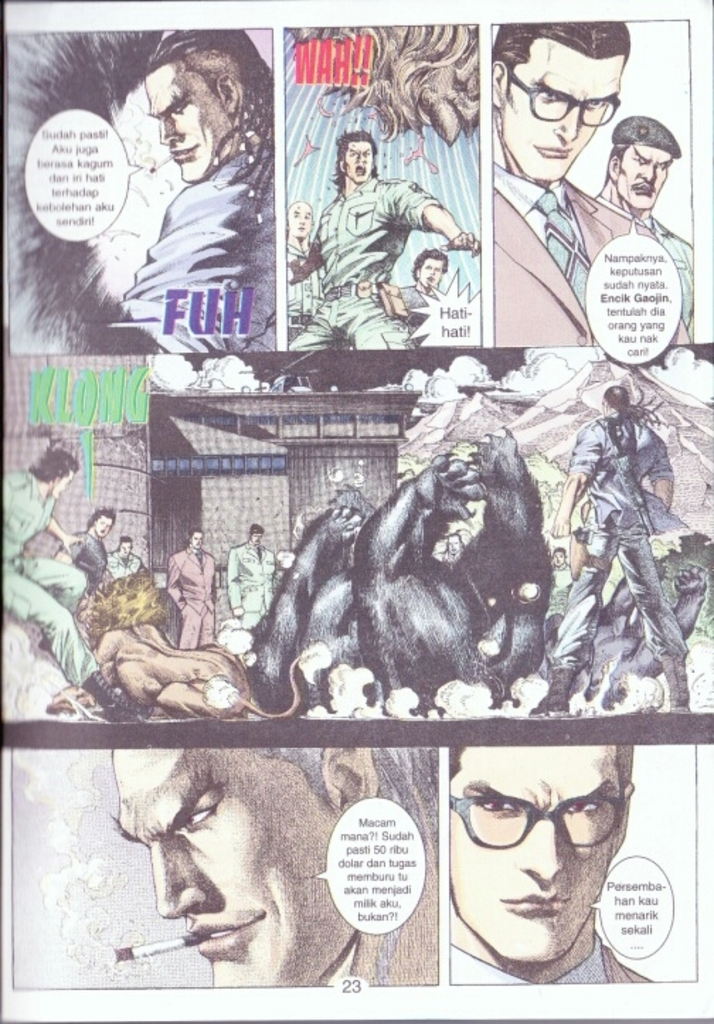 Sudah pasti!
Aku juga
berasa kagum
dan iri hati
terhadap
kebolehan aku
sendiri!
FUH
WAH!!
Hati-
hati!
Nampaknya,
keputusan
sudah nyata.
Encik Gaojin,
tentulah dia
orang yang
kau nak
cari!
KLONG
!
Macam
mana?! Sudah
pasti 50 ribu
dolar dan tugas
memburu tu
akan menjadi
milik aku,
bukan?!
Persemba-
han kau
menarik
sekali
....
23